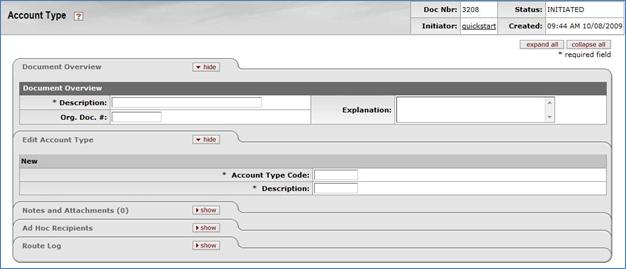 Account Type ?
Doc Nbr: 3208 Status: INITIATED
Initiator: quickstart Created: 09:44 AM 10/08/2009
expand all collapse all
* required field
Document Overview hide
Document Overview
* Description: Explanation:
Org. Doc. #:
Edit Account Type hide
New
* Account Type Code:
* Description:
Notes and Attachments (0) show
Ad Hoc Recipients show
Route Log show